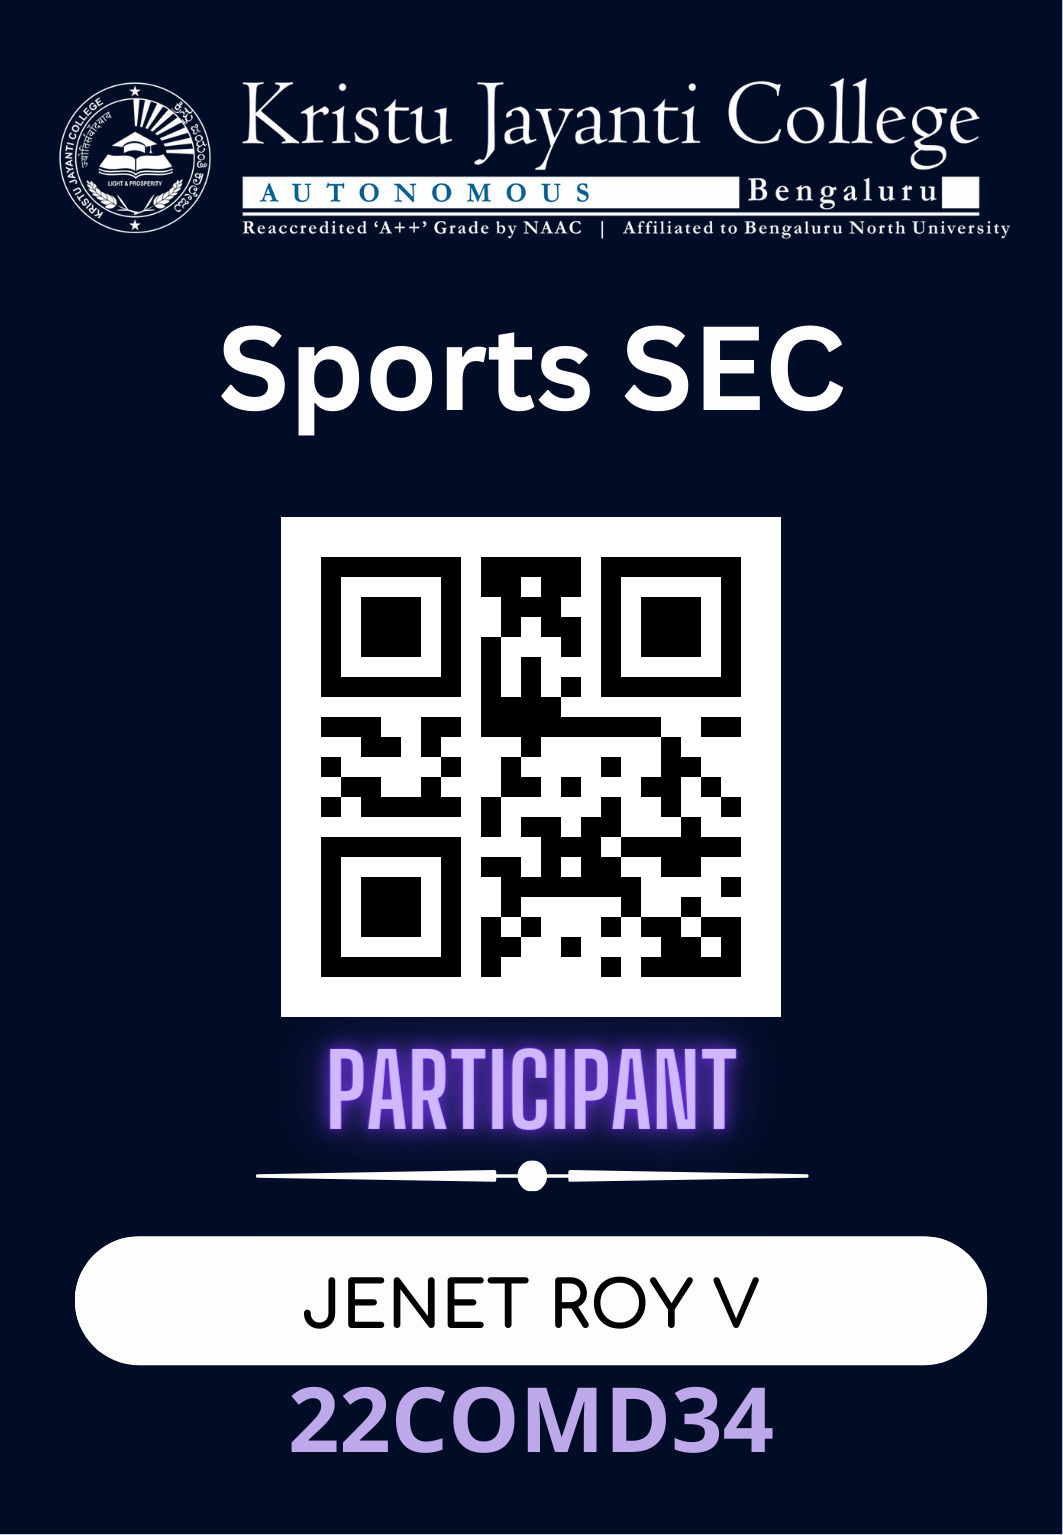 KRISTU JAYANTI COLLEGE
LIGHT & PROSPERITY
Kristu Jayanti College
AUTONOMOUS Bengaluru
Reaccredited ‘A++’ Grade by NAAC | Affiliated to Bengaluru North University
Sports SEC
PARTICIPANT
JENET ROY V
22COMD34